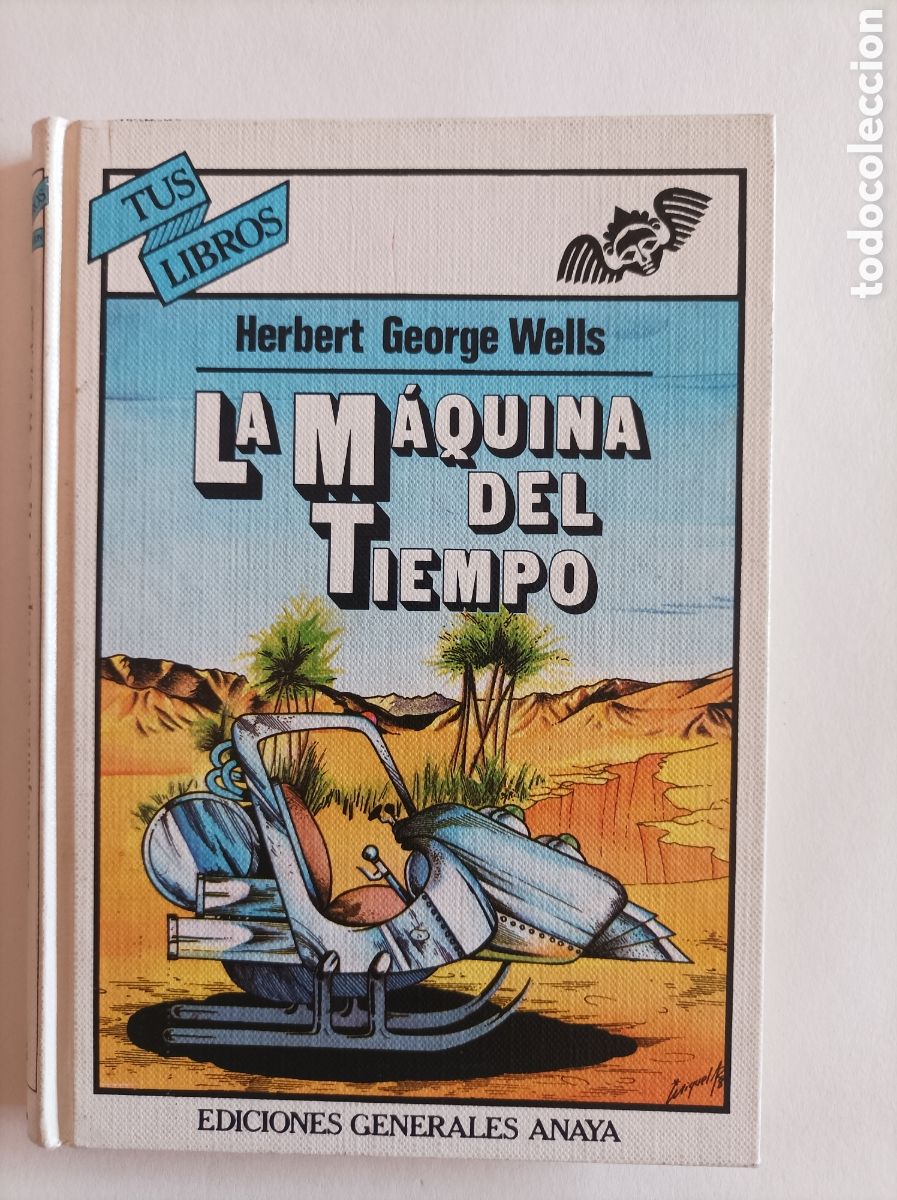 TUS
LIBROS
Herbert George Wells
LA MÁQUINA
DEL
TIEMPO
EDICIONES GENERALES ANAYA
todocoleccion